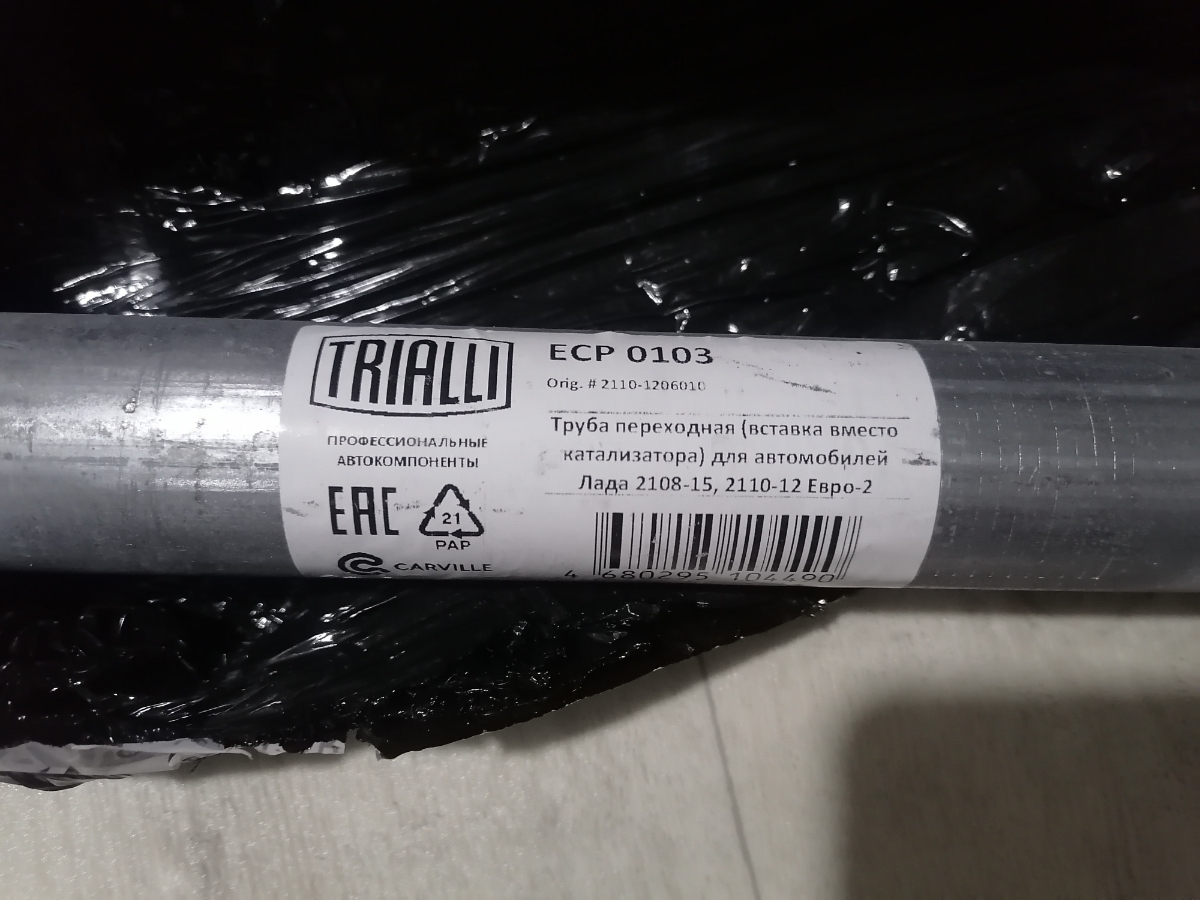 TRIALLI
ПРОФЕССИОНАЛЬНЫЕ
АВТОКОМПОНЕНТЫ
EAC
21
PAP
CARVILLE
ECP 0103
Orig. # 2110-1206010
Труба переходная (вставка вместо
катализатора) для автомобилей
Лада 2108-15, 2110-12 Евро-2
4 680295 104490